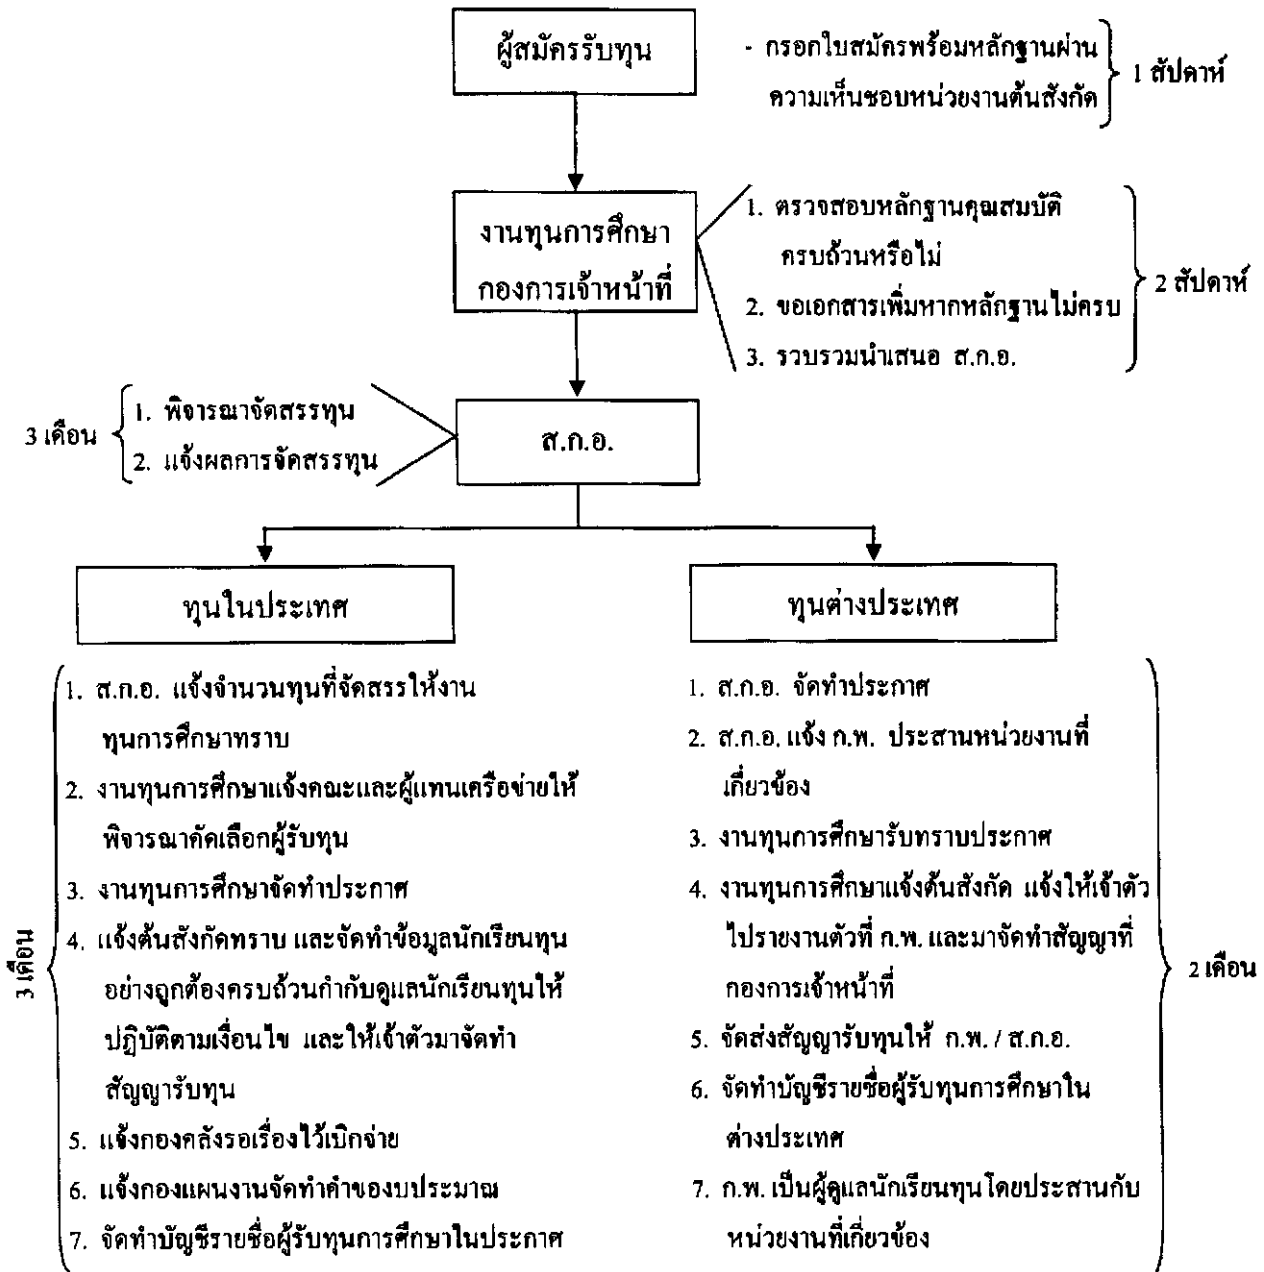 ผู้สมัครรับทุน
- กรอกใบสมัครพร้อมหลักฐานผ่าน
ความเห็นชอบหน่วยงานต้นสังกัด
1 สัปดาห์
งานทุนการศึกษา
กองการเจ้าหน้าที่
1. ตรวจสอบหลักฐานคุณสมบัติ
ครบถ้วนหรือไม่
2. ขอเอกสารเพิ่มหากหลักฐานไม่ครบ
3. รวบรวมนำเสนอ ส.ก.อ.
2 สัปดาห์
3 เดือน
1. พิจารณาจัดสรรทุน
2. แจ้งผลการจัดสรรทุน
ส.ก.อ.
ทุนในประเทศ
3 เดือน
1. ส.ก.อ. แจ้งจำนวนทุนที่จัดสรรให้งาน
ทุนการศึกษาทราบ
2. งานทุนการศึกษาแจ้งคณะและผู้แทนเครือข่ายให้
พิจารณาคัดเลือกผู้รับทุน
3. งานทุนการศึกษาจัดทำประกาศ
4. แจ้งต้นสังกัดทราบ และจัดทำข้อมูลนักเรียนทุน
อย่างถูกต้องครบถ้วนกำกับดูแลนักเรียนทุนให้
ปฏิบัติตามเงื่อนไข และให้เจ้าตัวมาจัดทำ
สัญญารับทุน
5. แจ้งกองคลังรอเรื่องไว้เบิกจ่าย
6. แจ้งกองแผนงานจัดทำคำของบประมาณ
7. จัดทำบัญชีรายชื่อผู้รับทุนการศึกษาในประกาศ
ทุนต่างประเทศ
1. ส.ก.อ. จัดทำประกาศ
2. ส.ก.อ. แจ้ง ก.พ. ประสานหน่วยงานที่
เกี่ยวข้อง
3. งานทุนการศึกษารับทราบประกาศ
4. งานทุนการศึกษาแจ้งต้นสังกัด แจ้งให้เจ้าตัว
ไปรายงานตัวที่ ก.พ. และมาจัดทำสัญญาที่
กองการเจ้าหน้าที่
5. จัดส่งสัญญารับทุนให้ ก.พ. / ส.ก.อ.
6. จัดทำบัญชีรายชื่อผู้รับทุนการศึกษาใน
ต่างประเทศ
7. ก.พ. เป็นผู้ดูแลนักเรียนทุนโดยประสานกับ
หน่วยงานที่เกี่ยวข้อง
2 เดือน